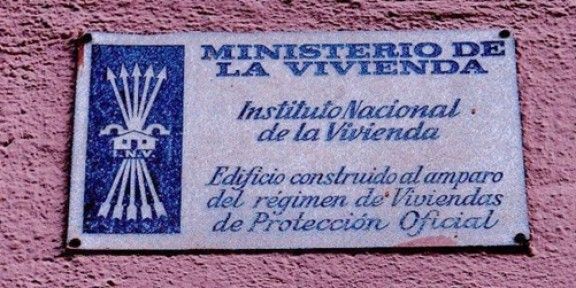 MINISTERIO DE
LA VIVIENDA
Instituto Nacional
de la Vivienda
Edificio construido al amparo
del régimen de Viviendas
de Protección Oficial
I.N.V.